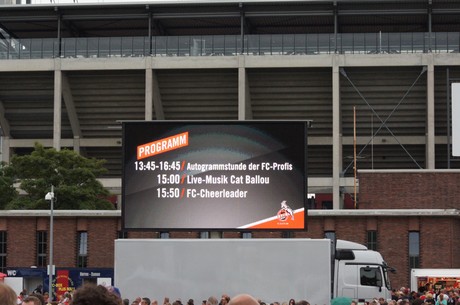 PROGRAMM
13:45-16:45/ Autogrammstunde der FC-Profis
15:00/ Live-Musik Cat Ballou
15:50/ FC-Cheerleader
WC